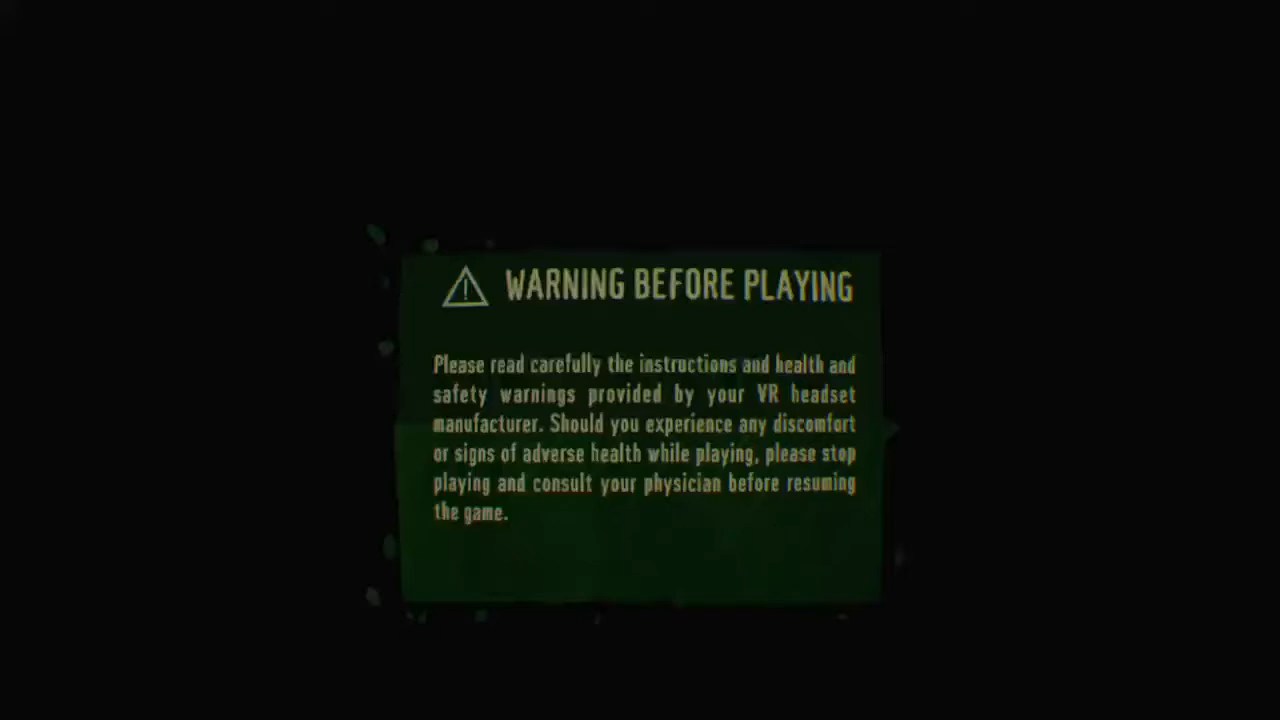 WARNING BEFORE PLAYING
Please read carefully the instructions and health and
safety warnings provided by your VR headset
manufacturer. Should you experience any discomfort
or signs of adverse health while playing, please stop
playing and consult your physician before resuming
the game.